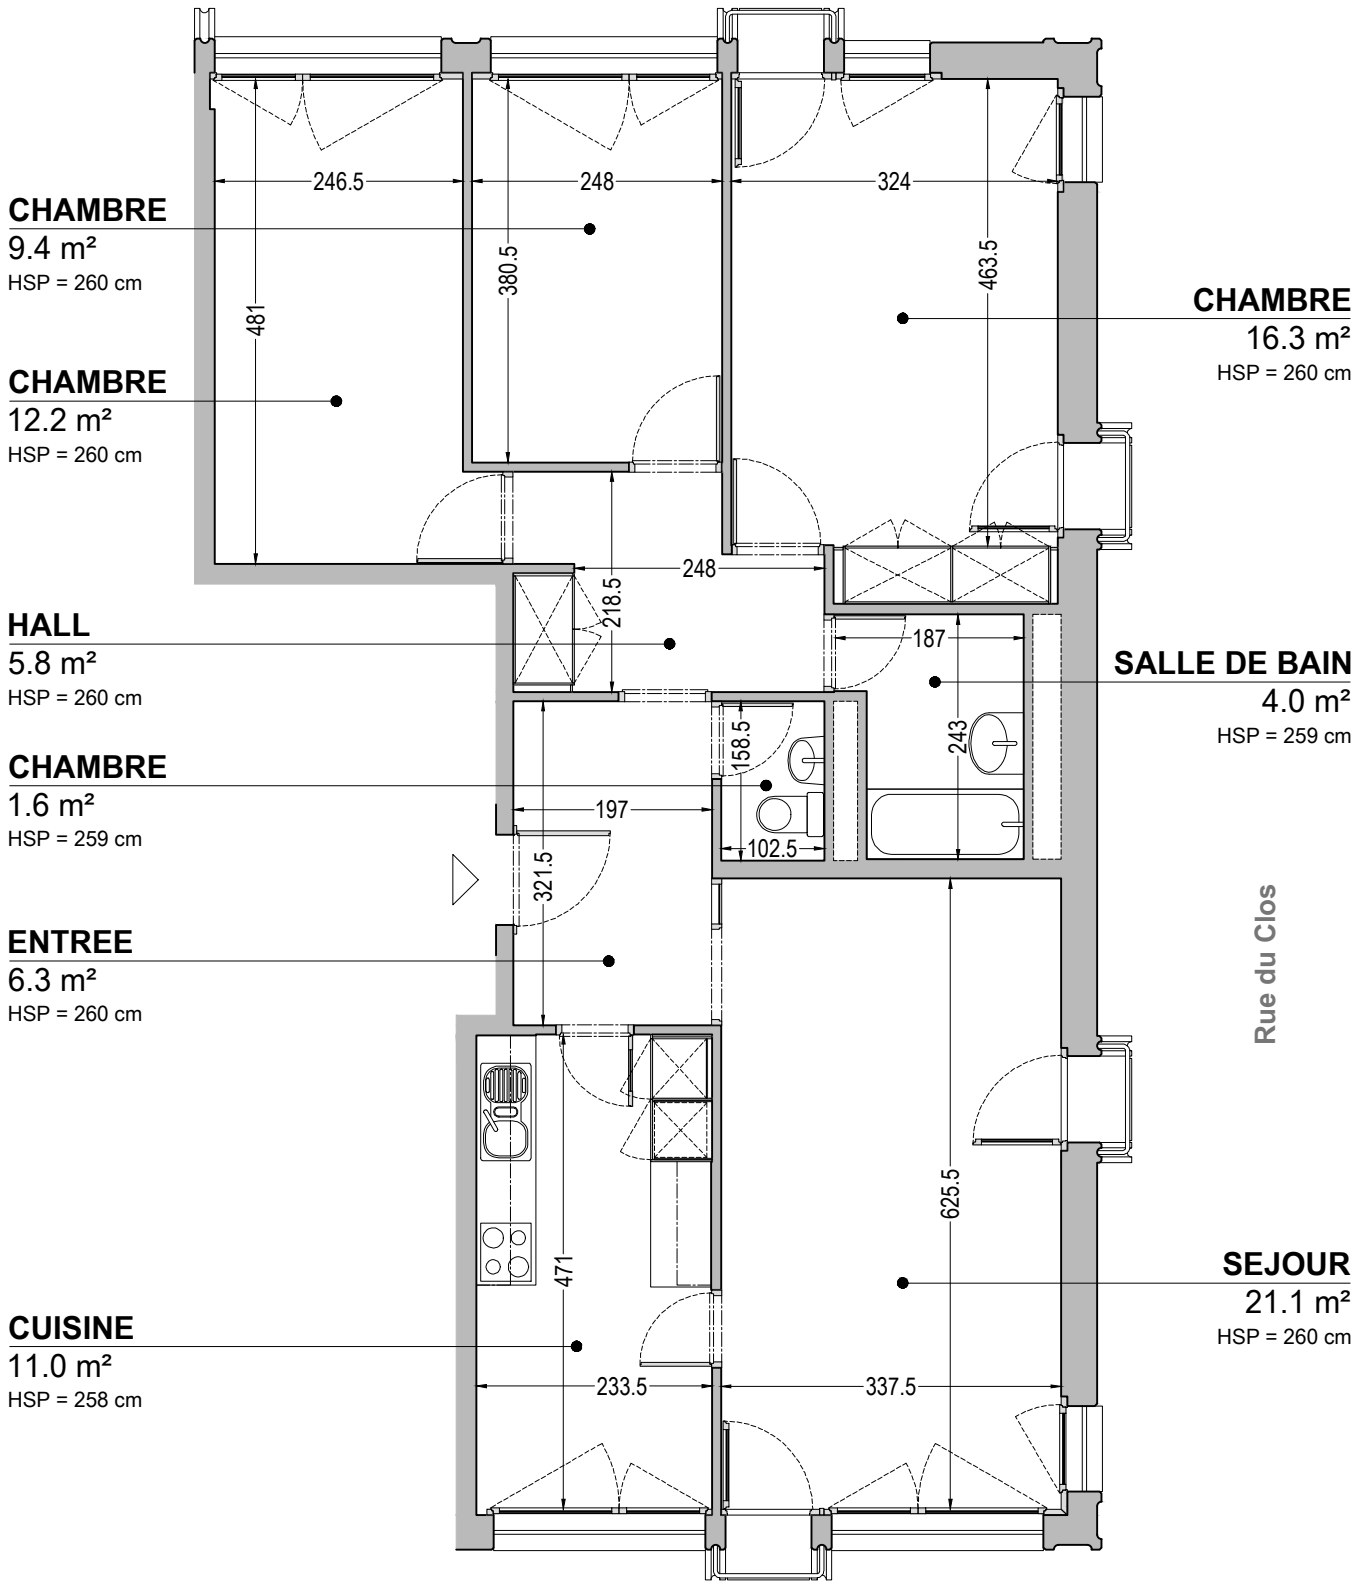 246.5
248
324
CHAMBRE
9.4 m²
HSP = 260 cm
380.5
463.5
481
CHAMBRE
16.3 m²
HSP = 260 cm
CHAMBRE
12.2 m²
HSP = 260 cm
248
218.5
HALL
5.8 m²
HSP = 260 cm
187
SALLE DE BAIN
4.0 m²
HSP = 259 cm
243
158.5
CHAMBRE
1.6 m²
HSP = 259 cm
197
102.5
321.5
ENTREE
6.3 m²
HSP = 260 cm
Rue du Clos
625.5
471
SEJOUR
21.1 m²
HSP = 260 cm
CUISINE
11.0 m²
HSP = 258 cm
233.5
337.5